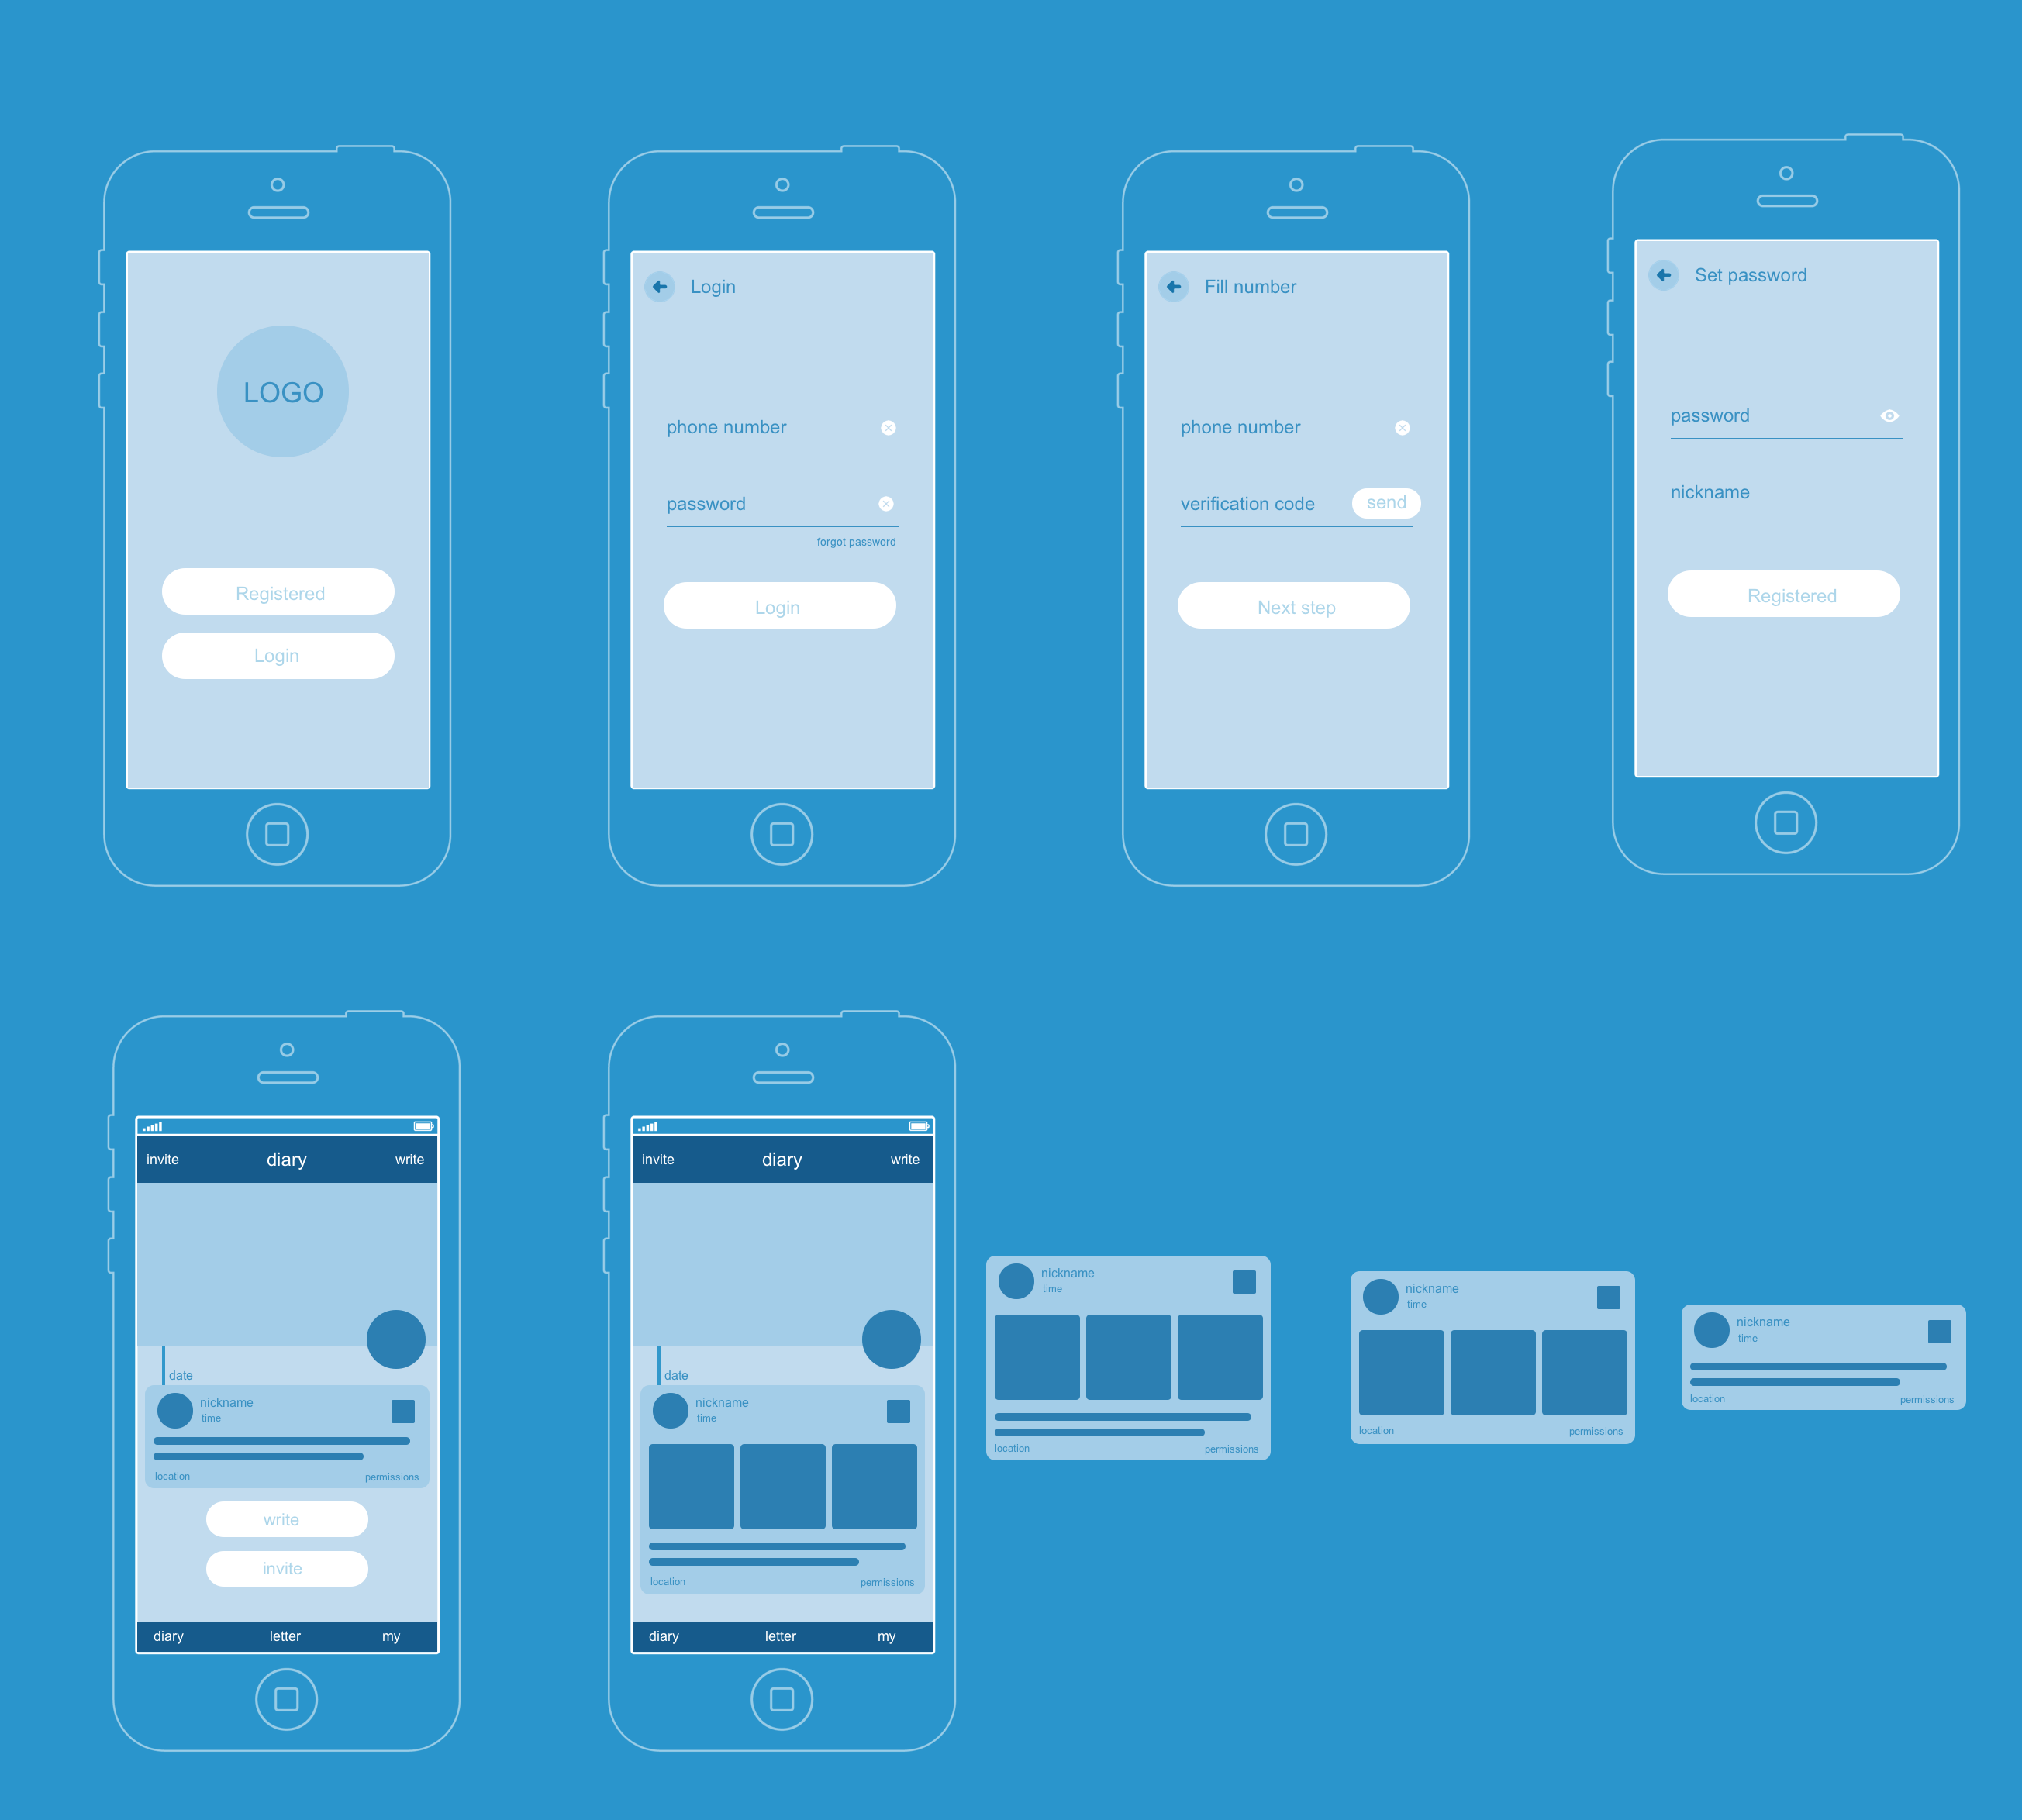 LOGO
Registered
Login
Login
phone number
password
forgot password
Login
Fill number
phone number
verification code send
Next step
Set password
password
nickname
Registered
invite diary write
date
nickname
time
location permissions
write
invite
diary letter my
invite diary write
date
nickname
time
location permissions
diary letter my
nickname
time
location permissions
nickname
time
location permissions
nickname
time
location permissions